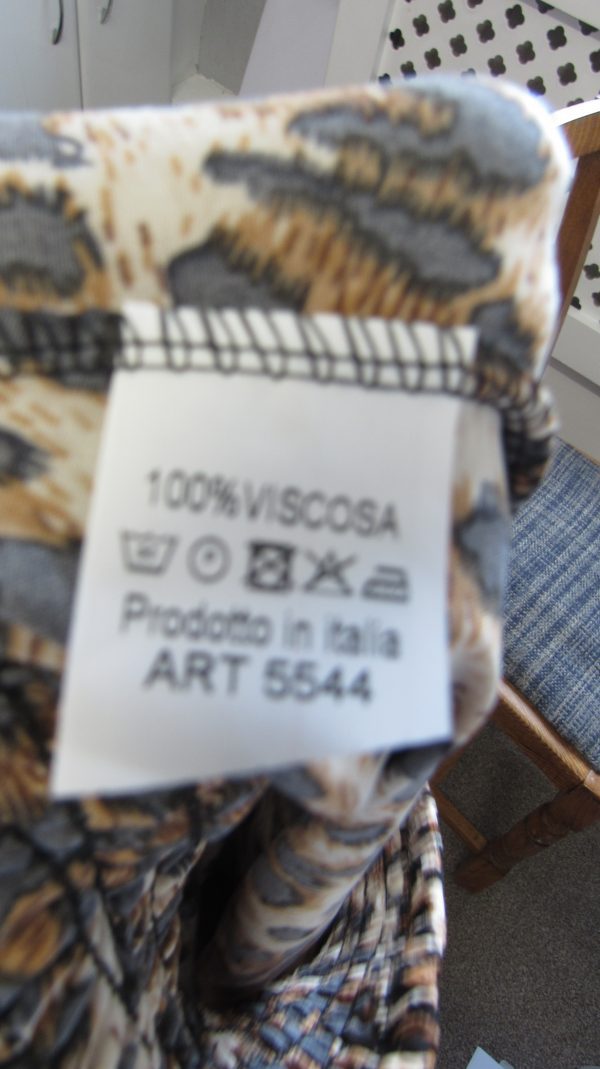 100%VISCOSA
Prodotto in Italia
ART 5544